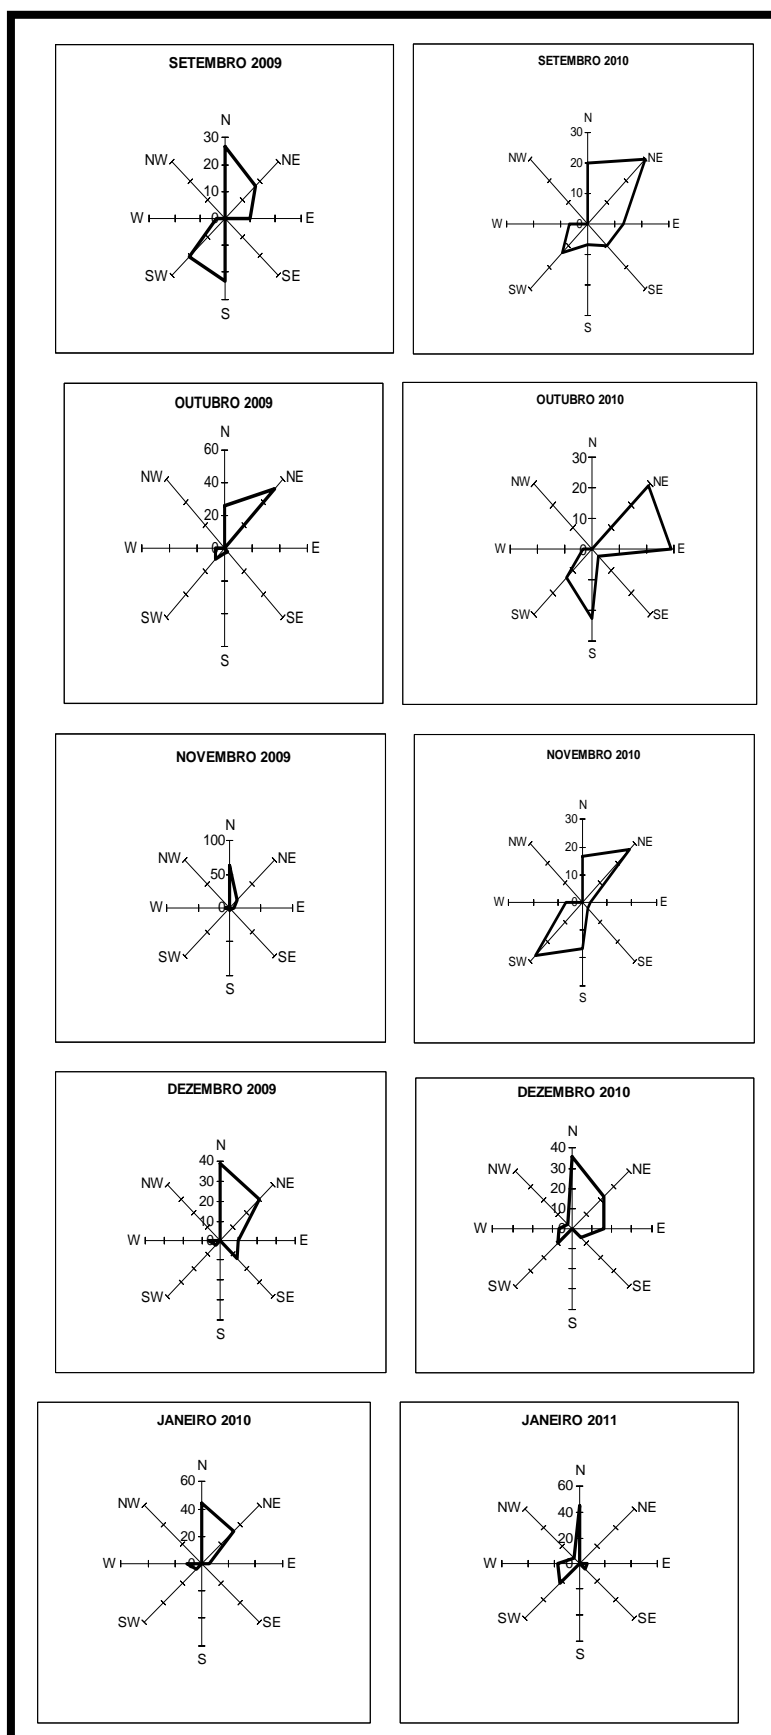 SETEMBRO 2009
N
30
20
10
0
NW
NE
W
E
SW
SE
S
SETEMBRO 2010
N
30
20
10
0
NW
NE
W
E
SW
SE
S
OUTUBRO 2009
N
60
40
20
0
NW
NE
W
E
SW
SE
S
OUTUBRO 2010
N
30
20
10
0
NW
NE
W
E
SW
SE
S
NOVEMBRO 2009
N
100
50
0
NW
NE
W
E
SW
SE
S
NOVEMBRO 2010
N
30
20
10
0
NW
NE
W
E
SW
SE
S
DEZEMBRO 2009
N
40
30
20
10
0
NW
NE
W
E
SW
SE
S
DEZEMBRO 2010
N
40
30
20
10
0
NW
NE
W
E
SW
SE
S
JANEIRO 2010
N
60
40
20
0
NW
NE
W
E
SW
SE
S
JANEIRO 2011
N
60
40
20
0
NW
NE
W
E
SW
SE
S